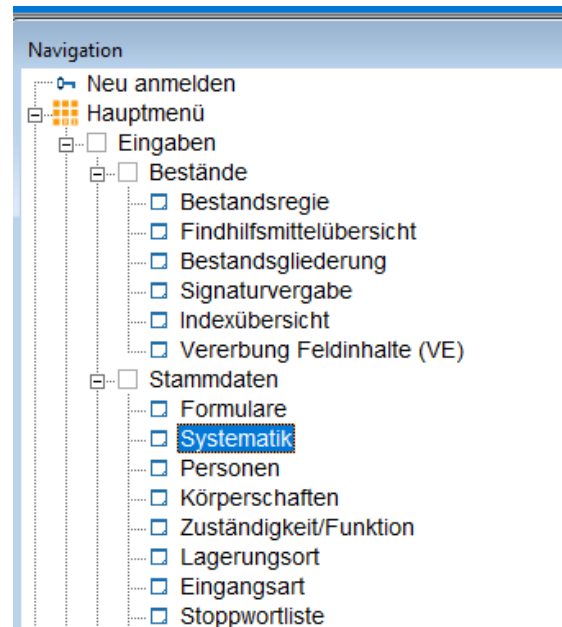 Navigation
Neu anmelden
Hauptmenü
Eingaben
Bestände
Bestandsregie
Findhilfsmittelübersicht
Bestandsgliederung
Signaturvergabe
Indexübersicht
Vererbung Feldinhalte (VE)
Stammdaten
Formulare
Systematik
Personen
Körperschaften
Zuständigkeit/Funktion
Lagerungsort
Eingangsart
Stoppwortliste